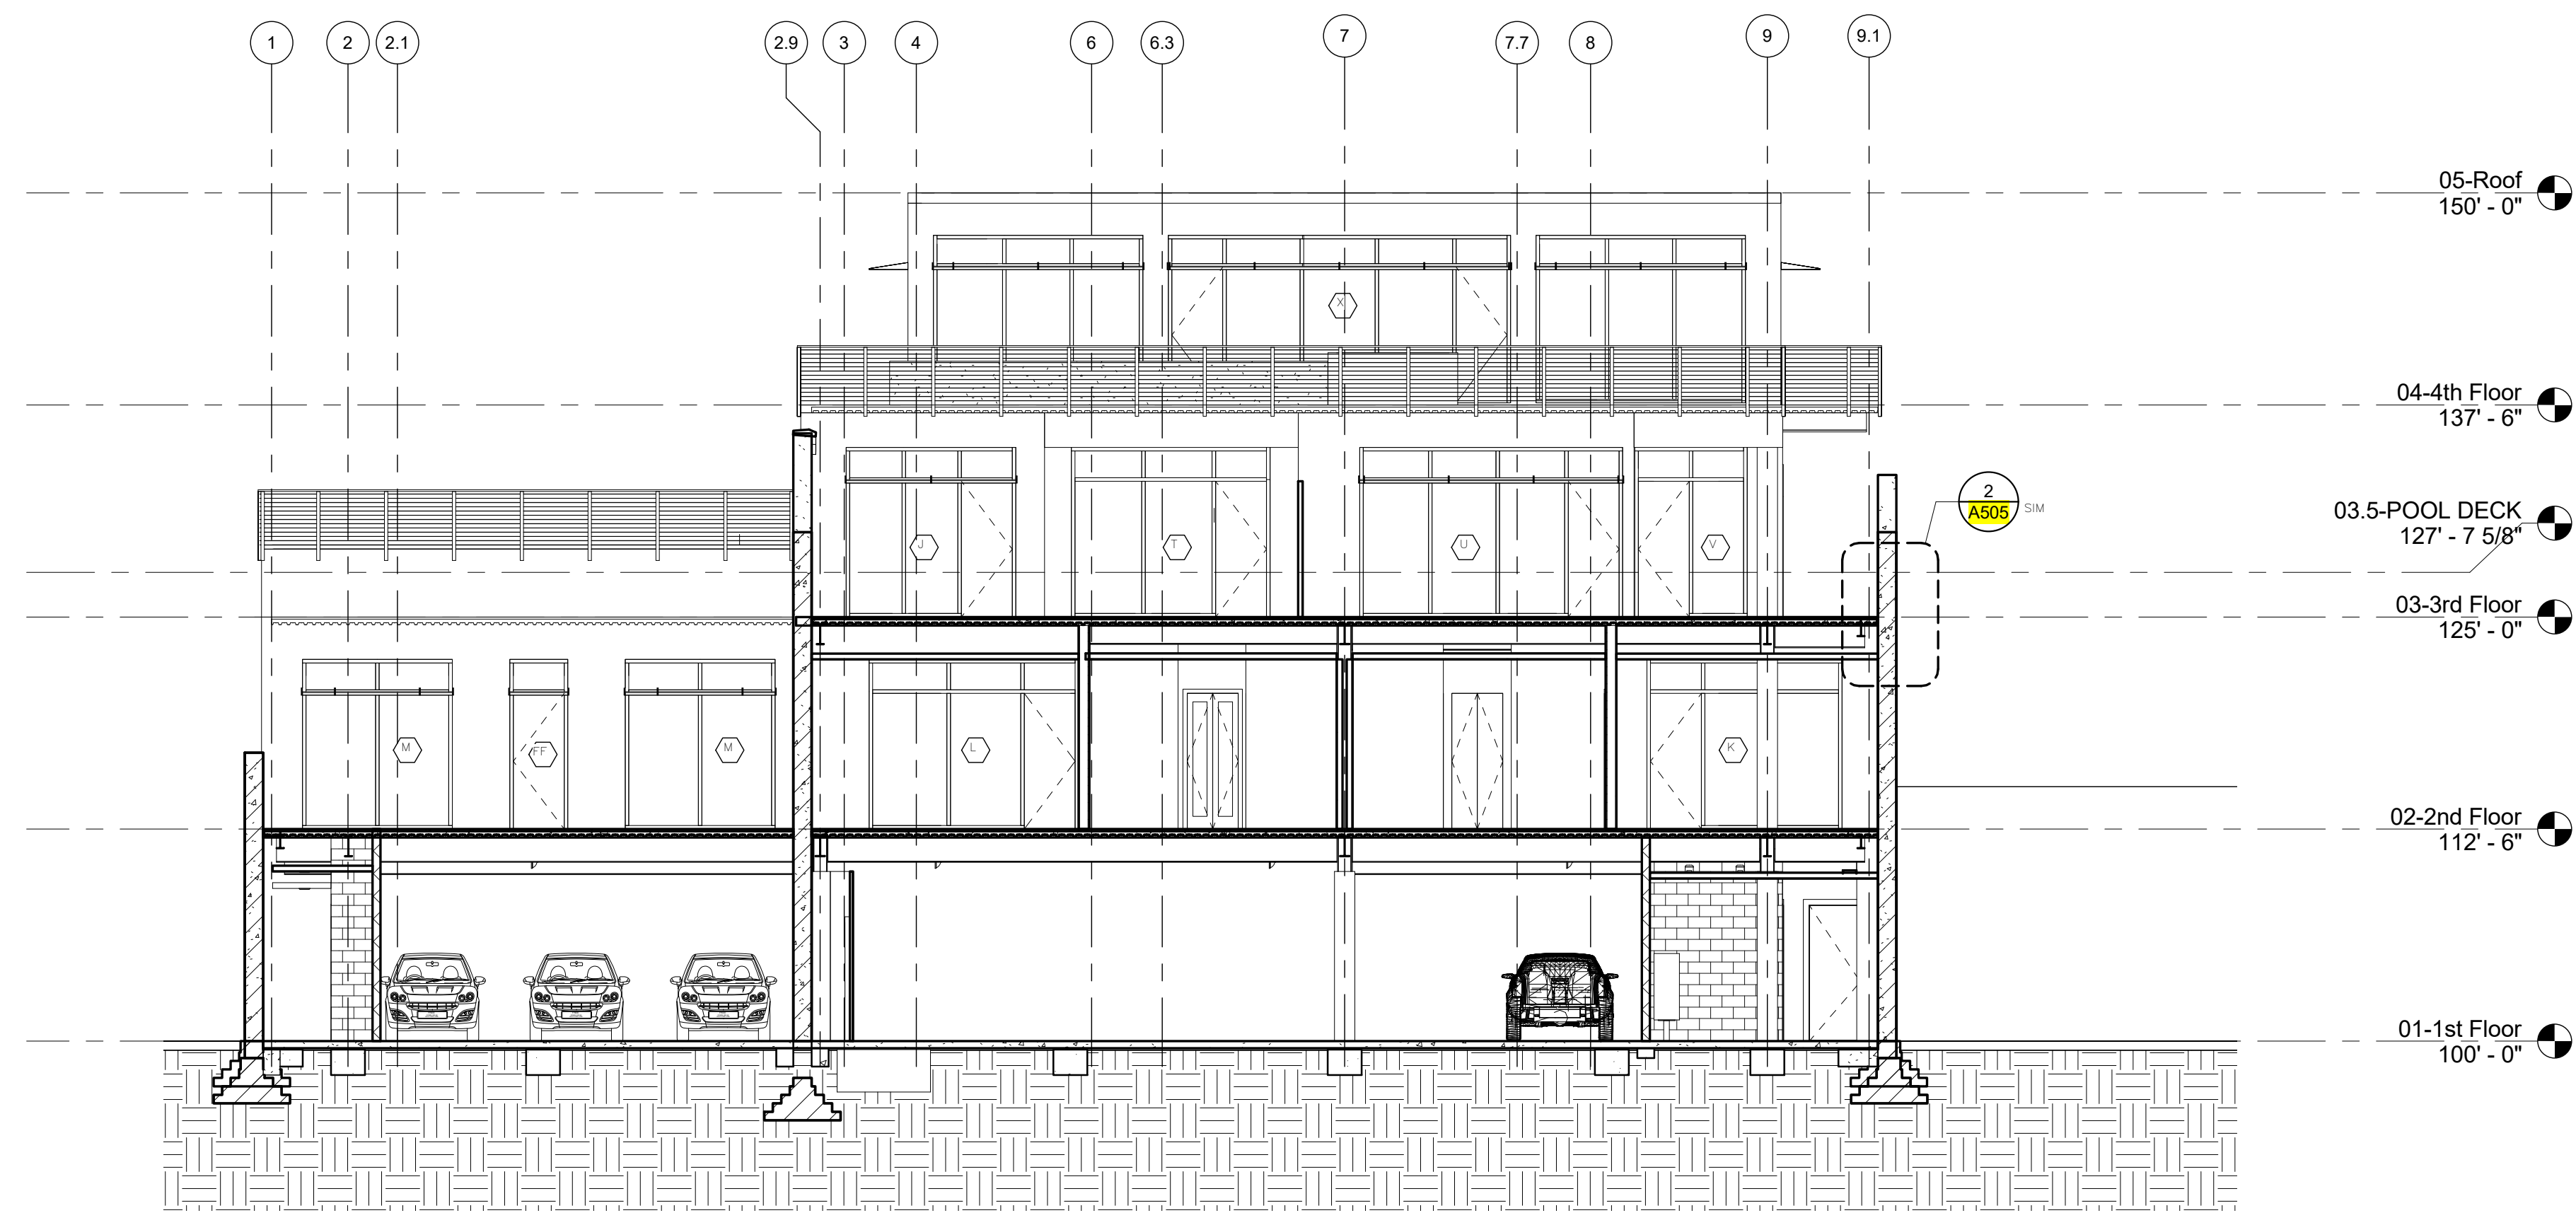 1
2
2.1
2.9
3
4
6
6.3
7
7.7
8
9
9.1
05-Roof
150' - 0"
X
04-4th Floor
137' - 6"
2
A505
SIM
03.5-POOL DECK
127' - 7 5/8"
J
T
U
V
03-3rd Floor
125' - 0"
M
FF
M
L
K
02-2nd Floor
112' - 6"
01-1st Floor
100' - 0"